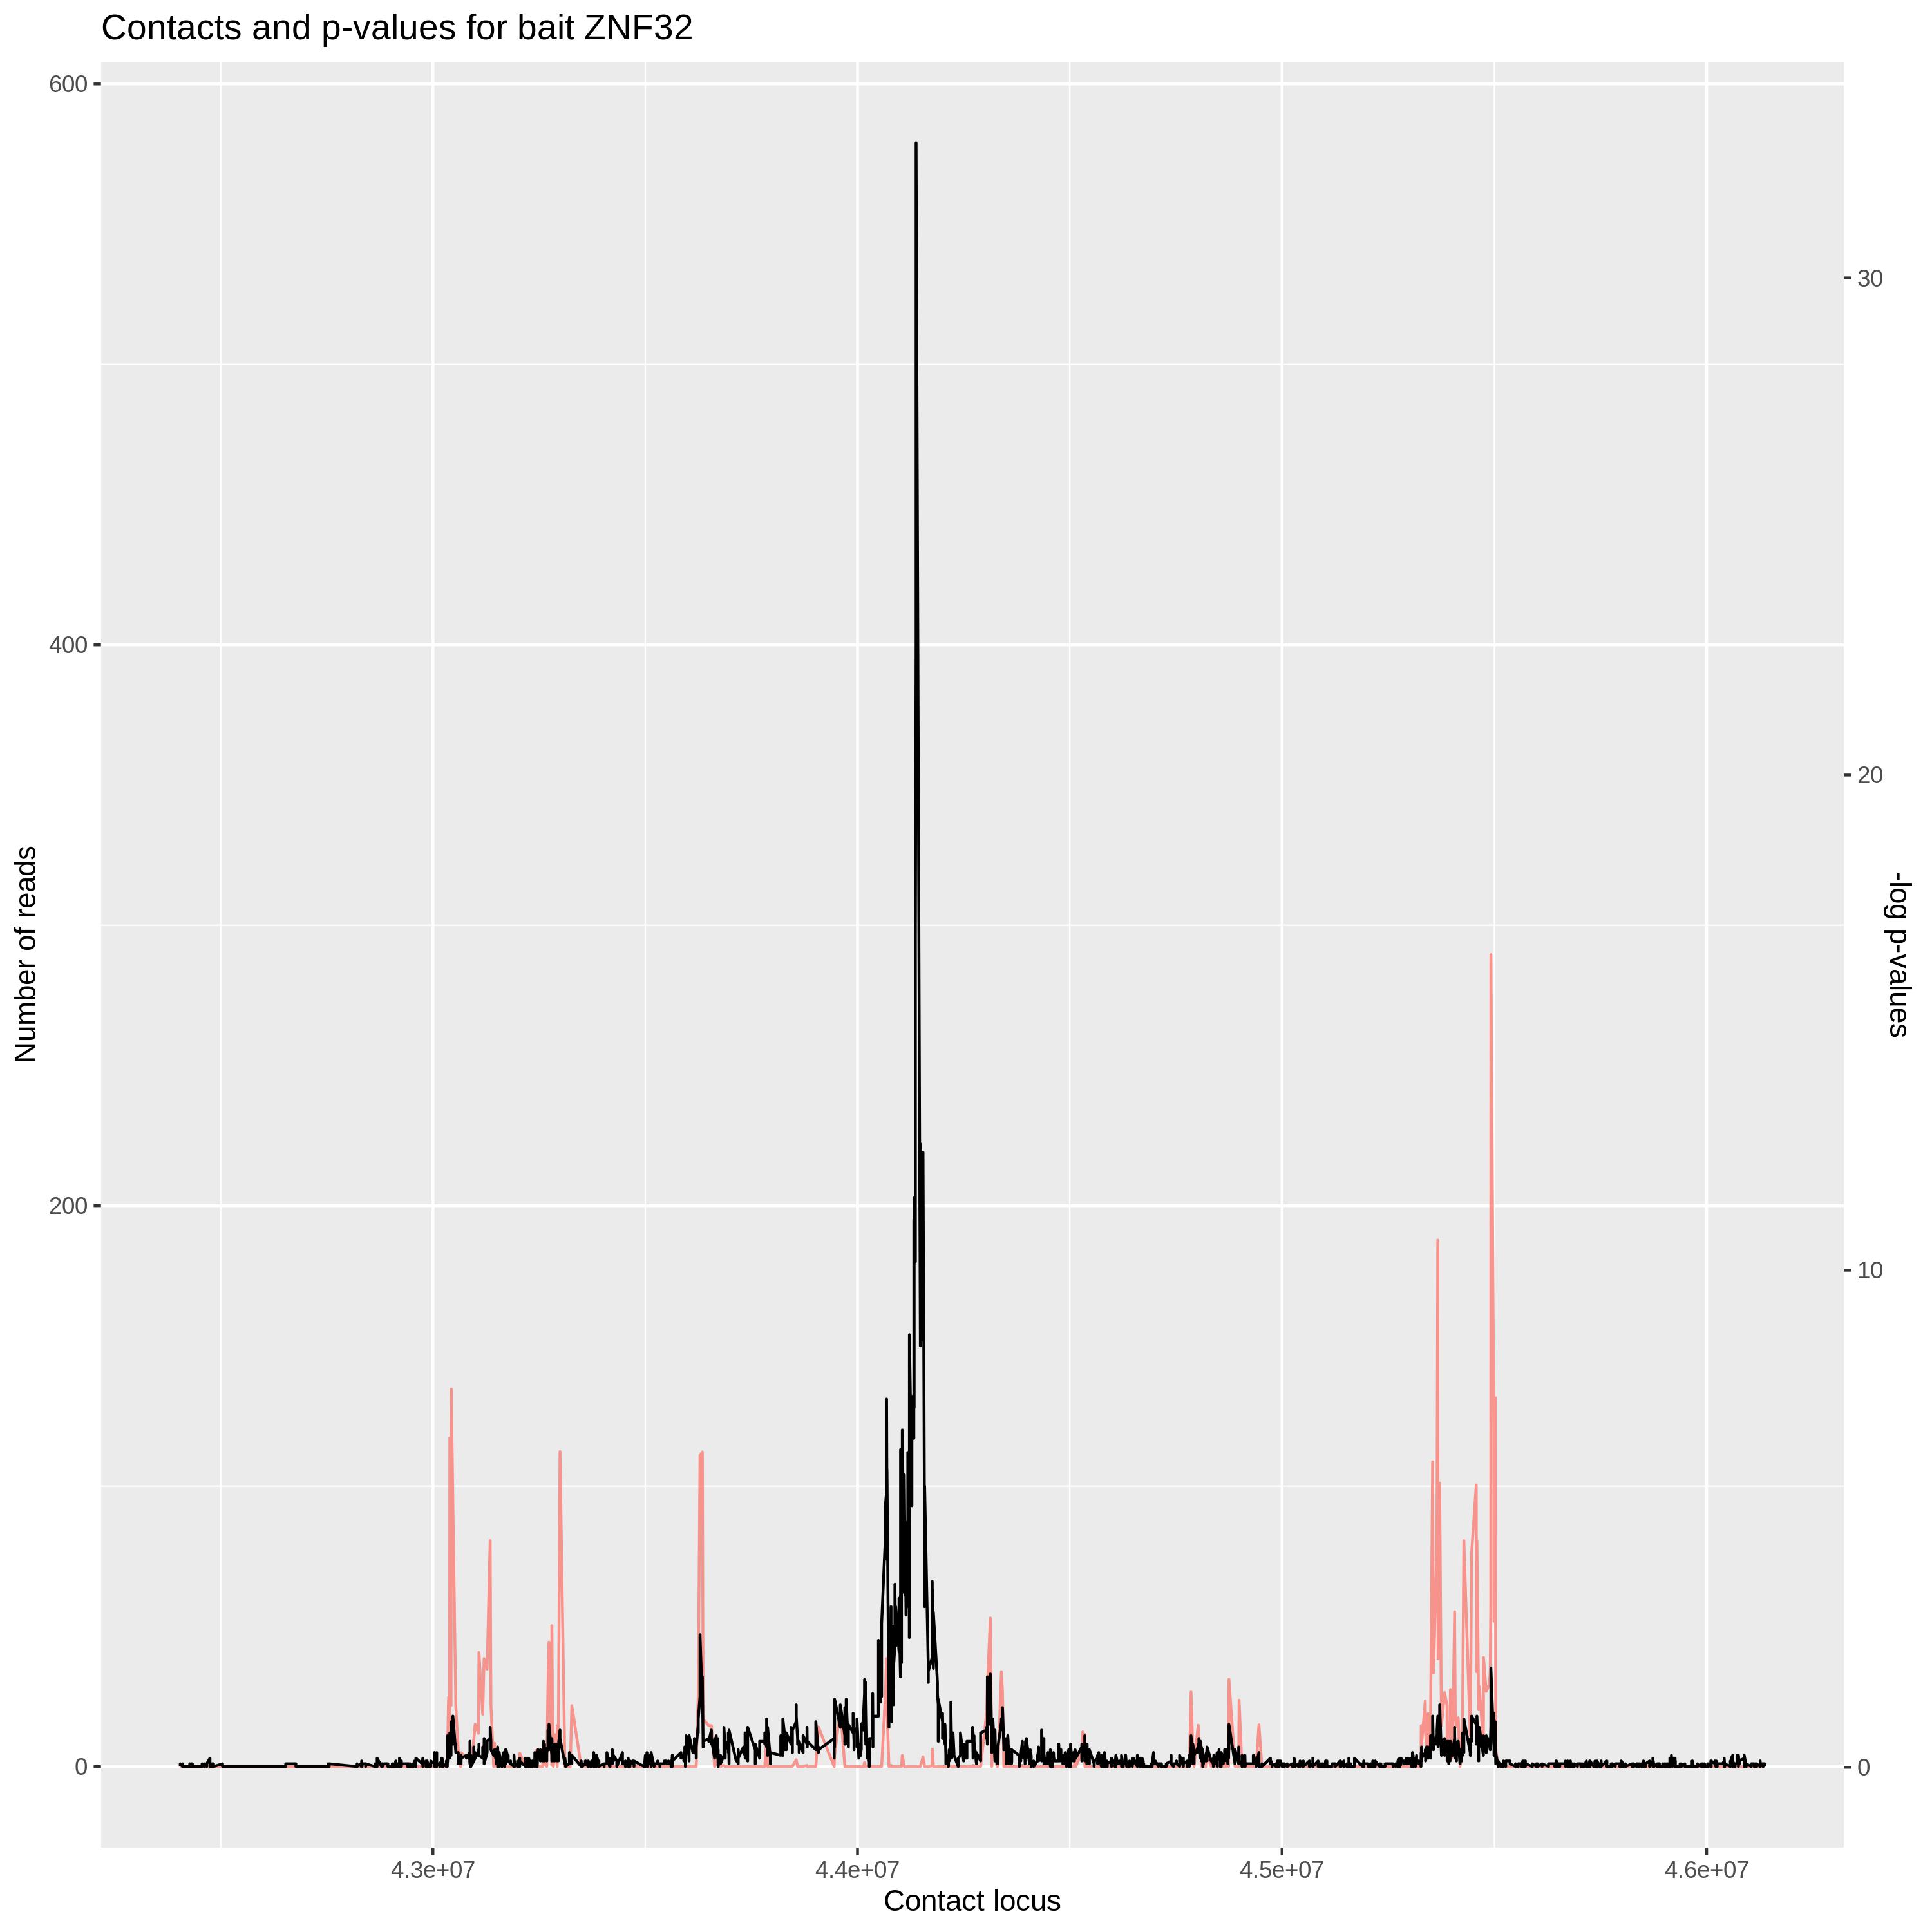 Contacts and p-values for bait ZNF32
600
400
200
0
Number of reads
30
20
10
0
-log p-values
4.3e+07
4.4e+07
4.5e+07
4.6e+07
Contact locus